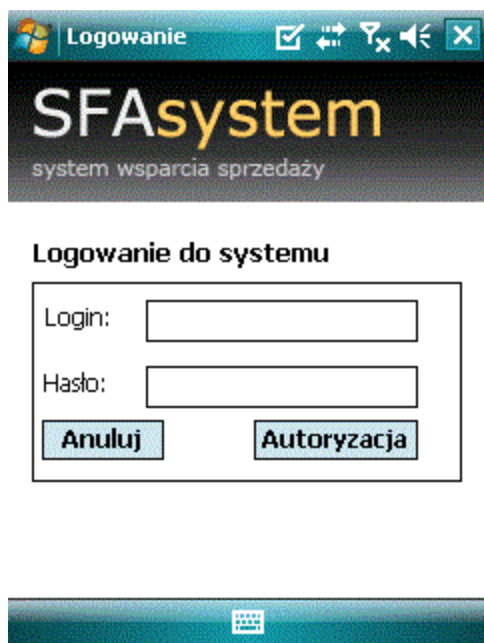 Logowanie
SFAsystem
system wsparcia sprzedaży
Logowanie do systemu
Login:
Hasło:
Anuluj Autoryzacja